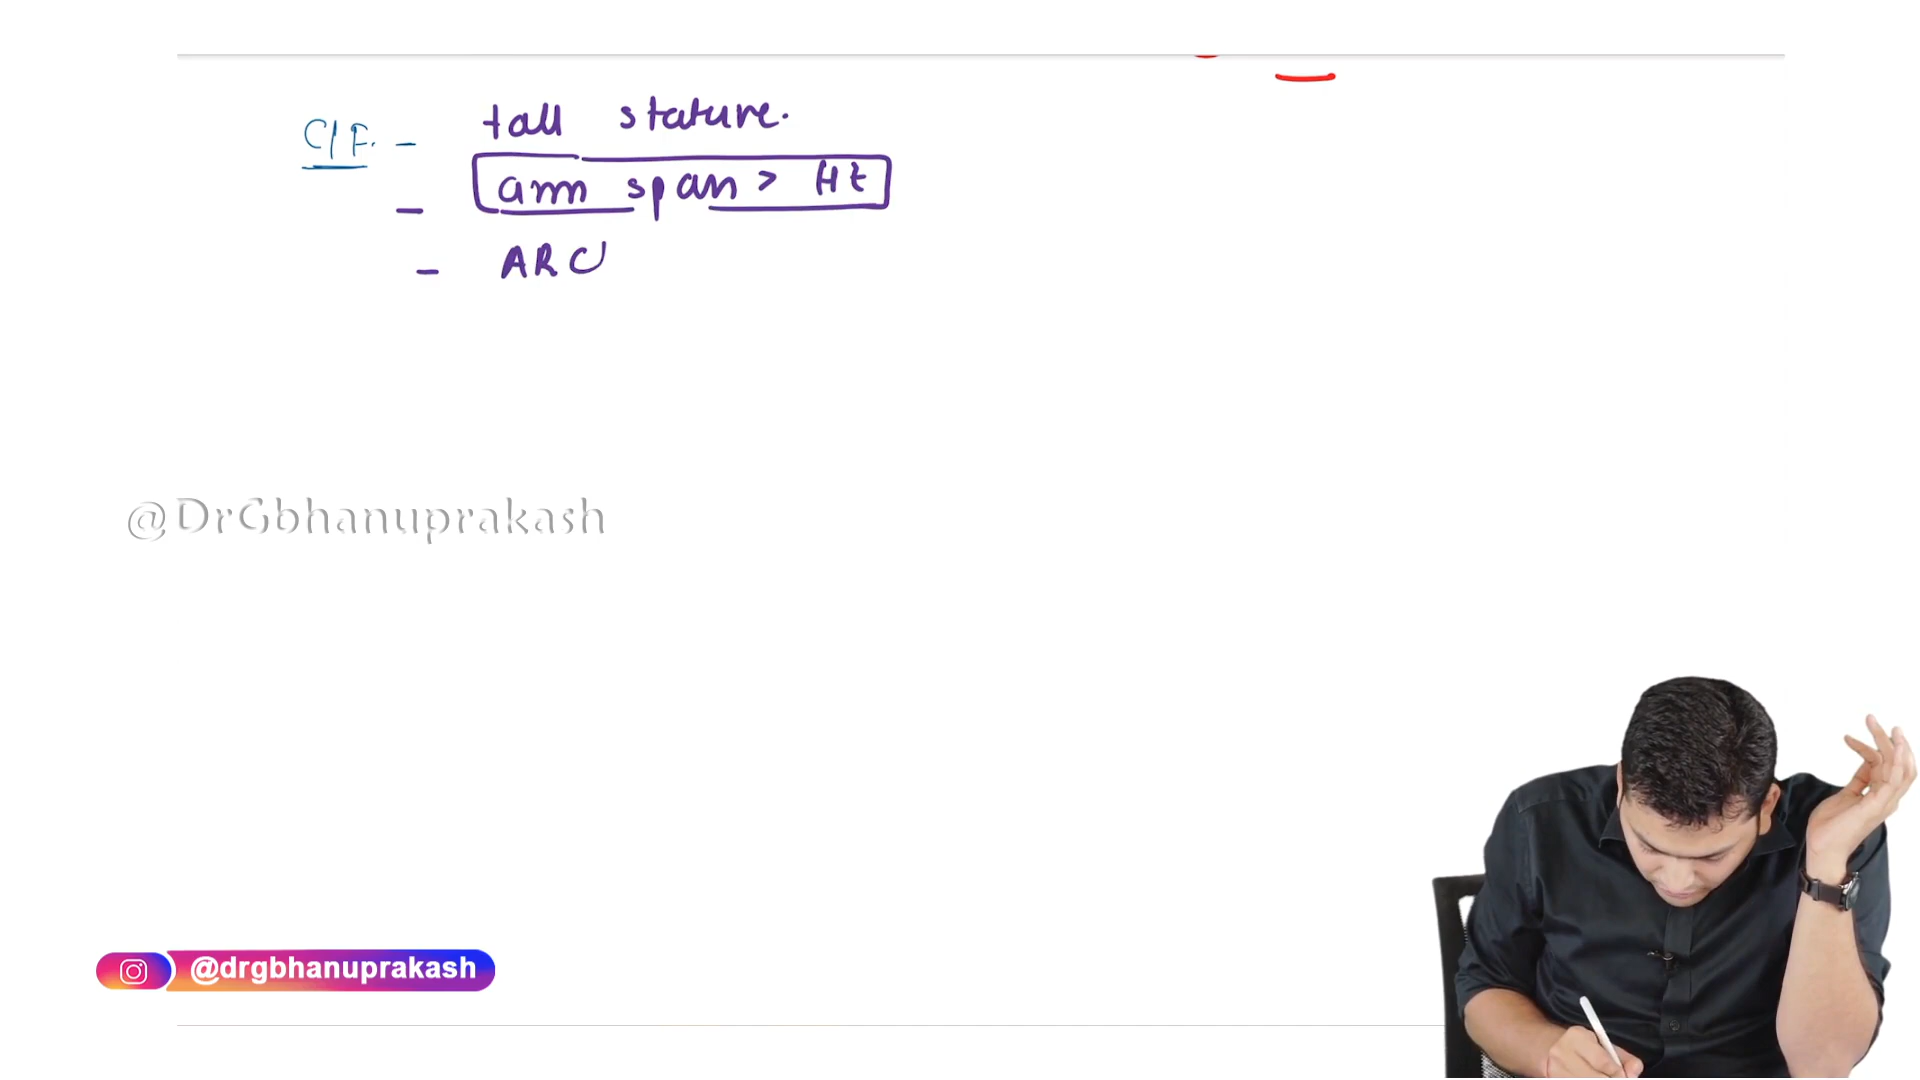 C/F. - tall stature.
- arm span > Ht
- ARC
@DrGbhanuprakash
@drgbhanuprakash